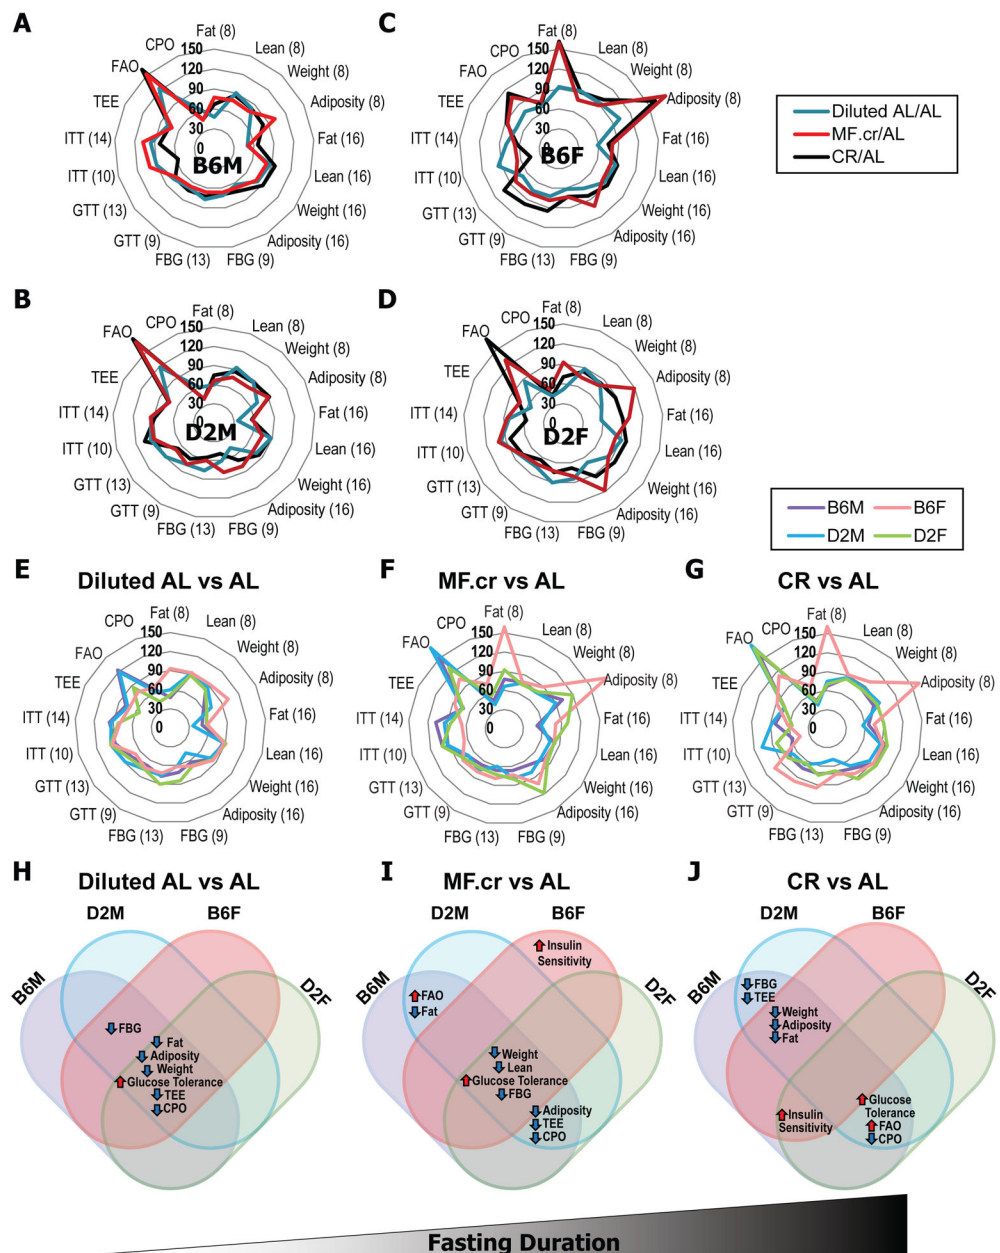 A
Fat (8)
CPO
150
Lean (8)
FAO
120
Weight (8)
90
TEE
60
Adiposity (8)
30
ITT (14)
0
Fat (16)
B6M
ITT (10)
Lean (16)
GTT (13)
Weight (16)
GTT (9)
Adiposity (16)
FBG (13)
FBG (9)
C
Fat (8)
CPO
150
Lean (8)
FAO
120
Weight (8)
90
TEE
60
Adiposity (8)
30
ITT (14)
0
Fat (16)
B6F
ITT (10)
Lean (16)
GTT (13)
Weight (16)
GTT (9)
Adiposity (16)
FBG (13)
FBG (9)
Diluted AL/AL
MF.cr/AL
CR/AL
B
Fat (8)
CPO
150
Lean (8)
FAO
120
Weight (8)
90
TEE
60
Adiposity (8)
30
ITT (14)
0
Fat (16)
D2M
ITT (10)
Lean (16)
GTT (13)
Weight (16)
GTT (9)
Adiposity (16)
FBG (13)
FBG (9)
D
Fat (8)
CPO
150
Lean (8)
FAO
120
Weight (8)
90
TEE
60
Adiposity (8)
30
ITT (14)
0
Fat (16)
D2F
ITT (10)
Lean (16)
GTT (13)
Weight (16)
GTT (9)
Adiposity (16)
FBG (13)
FBG (9)
B6M
B6F
D2M
D2F
E
Diluted AL vs AL
Fat (8)
CPO
150
Lean (8)
FAO
120
Weight (8)
90
TEE
60
Adiposity (8)
30
ITT (14)
0
Fat (16)
ITT (10)
Lean (16)
GTT (13)
Weight (16)
GTT (9)
Adiposity (16)
FBG (13)
FBG (9)
F
MF.cr vs AL
Fat (8)
CPO
150
Lean (8)
FAO
120
Weight (8)
90
TEE
60
Adiposity (8)
30
ITT (14)
0
Fat (16)
ITT (10)
Lean (16)
GTT (13)
Weight (16)
GTT (9)
Adiposity (16)
FBG (13)
FBG (9)
G
CR vs AL
Fat (8)
CPO
150
Lean (8)
FAO
120
Weight (8)
90
TEE
60
Adiposity (8)
30
ITT (14)
0
Fat (16)
ITT (10)
Lean (16)
GTT (13)
Weight (16)
GTT (9)
Adiposity (16)
FBG (13)
FBG (9)
H
Diluted AL vs AL
D2M
B6F
B6M
D2F
FBG
Fat
Adiposity
Weight
Glucose Tolerance
TEE
CPO
I
MF.cr vs AL
D2M
B6F
B6M
D2F
Insulin
Sensitivity
FAO
Fat
Weight
Lean
Glucose Tolerance
FBG
Adiposity
TEE
CPO
J
CR vs AL
D2M
B6F
B6M
D2F
FBG
TEE
Weight
Adiposity
Fat
Insulin
Sensitivity
Glucose
Tolerance
FAO
CPO
Fasting Duration